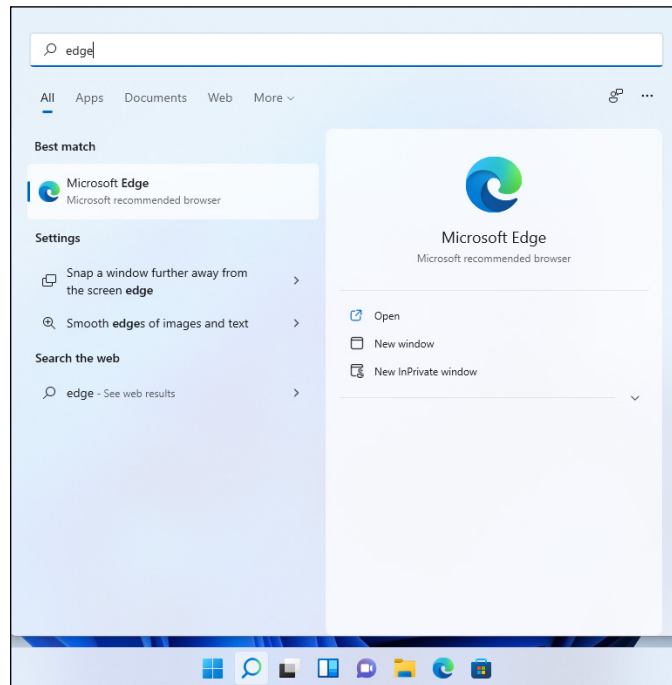 edge
All Apps Documents Web More
Best match
Microsoft Edge
Microsoft recommended browser
Settings
Snap a window further away from
the screen edge
Smooth edges of images and text
Search the web
edge - See web results
Microsoft Edge
Microsoft recommended browser
Open
New window
New InPrivate window